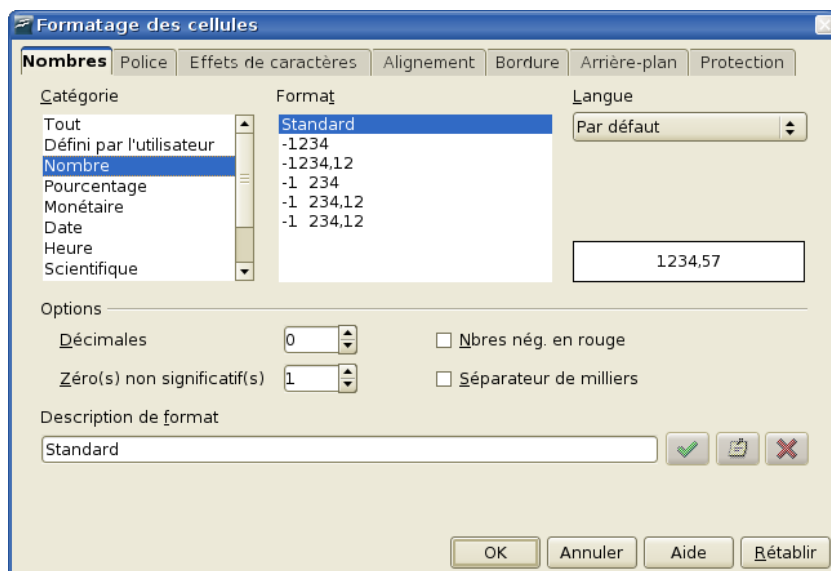 Formatage des cellules
Nombres Police Effets de caractères Alignement Bordure Arrière-plan Protection
Catégorie Format Langue
Tout Standard Par défaut
Défini par l'utilisateur -1234
Nombre -1234,12
Pourcentage -1 234
Monétaire -1 234,12
Date -1 234,12
Heure
Scientifique 1234,57
Options
Décimales 0 Nbres nég. en rouge
Zéro(s) non significatif(s) 1 Séparateur de milliers
Description de format
Standard
OK Annuler Aide Rétablir